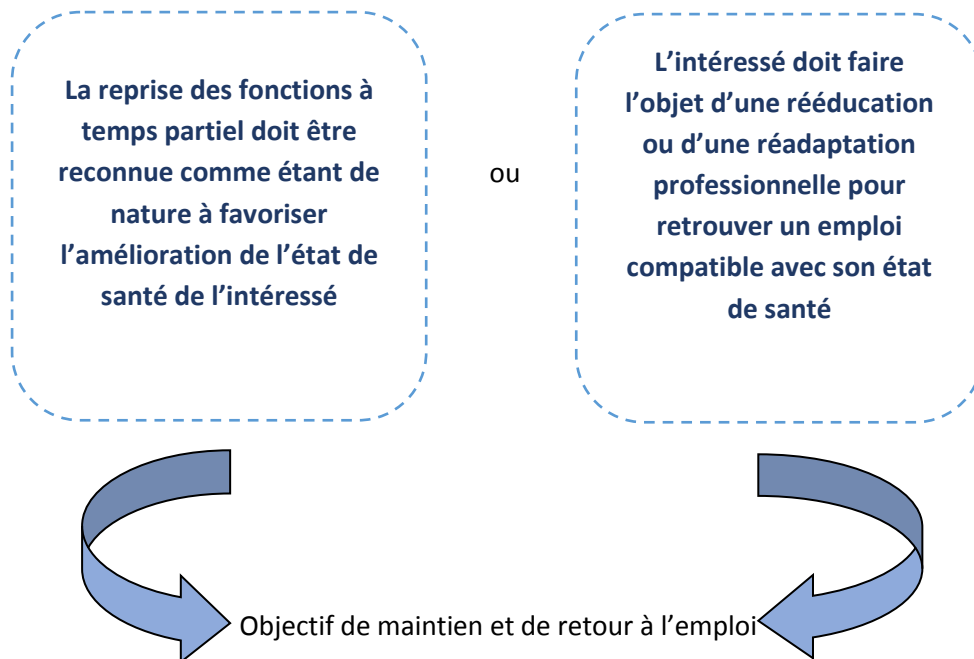 La reprise des fonctions à
temps partiel doit être
reconnue comme étant de
nature à favoriser
l’amélioration de l’état de
santé de l’intéressé
ou
L’intéressé doit faire
l’objet d’une rééducation
ou d’une réadaptation
professionnelle pour
retrouver un emploi
compatible avec son état
de santé
Objectif de maintien et de retour à l’emploi